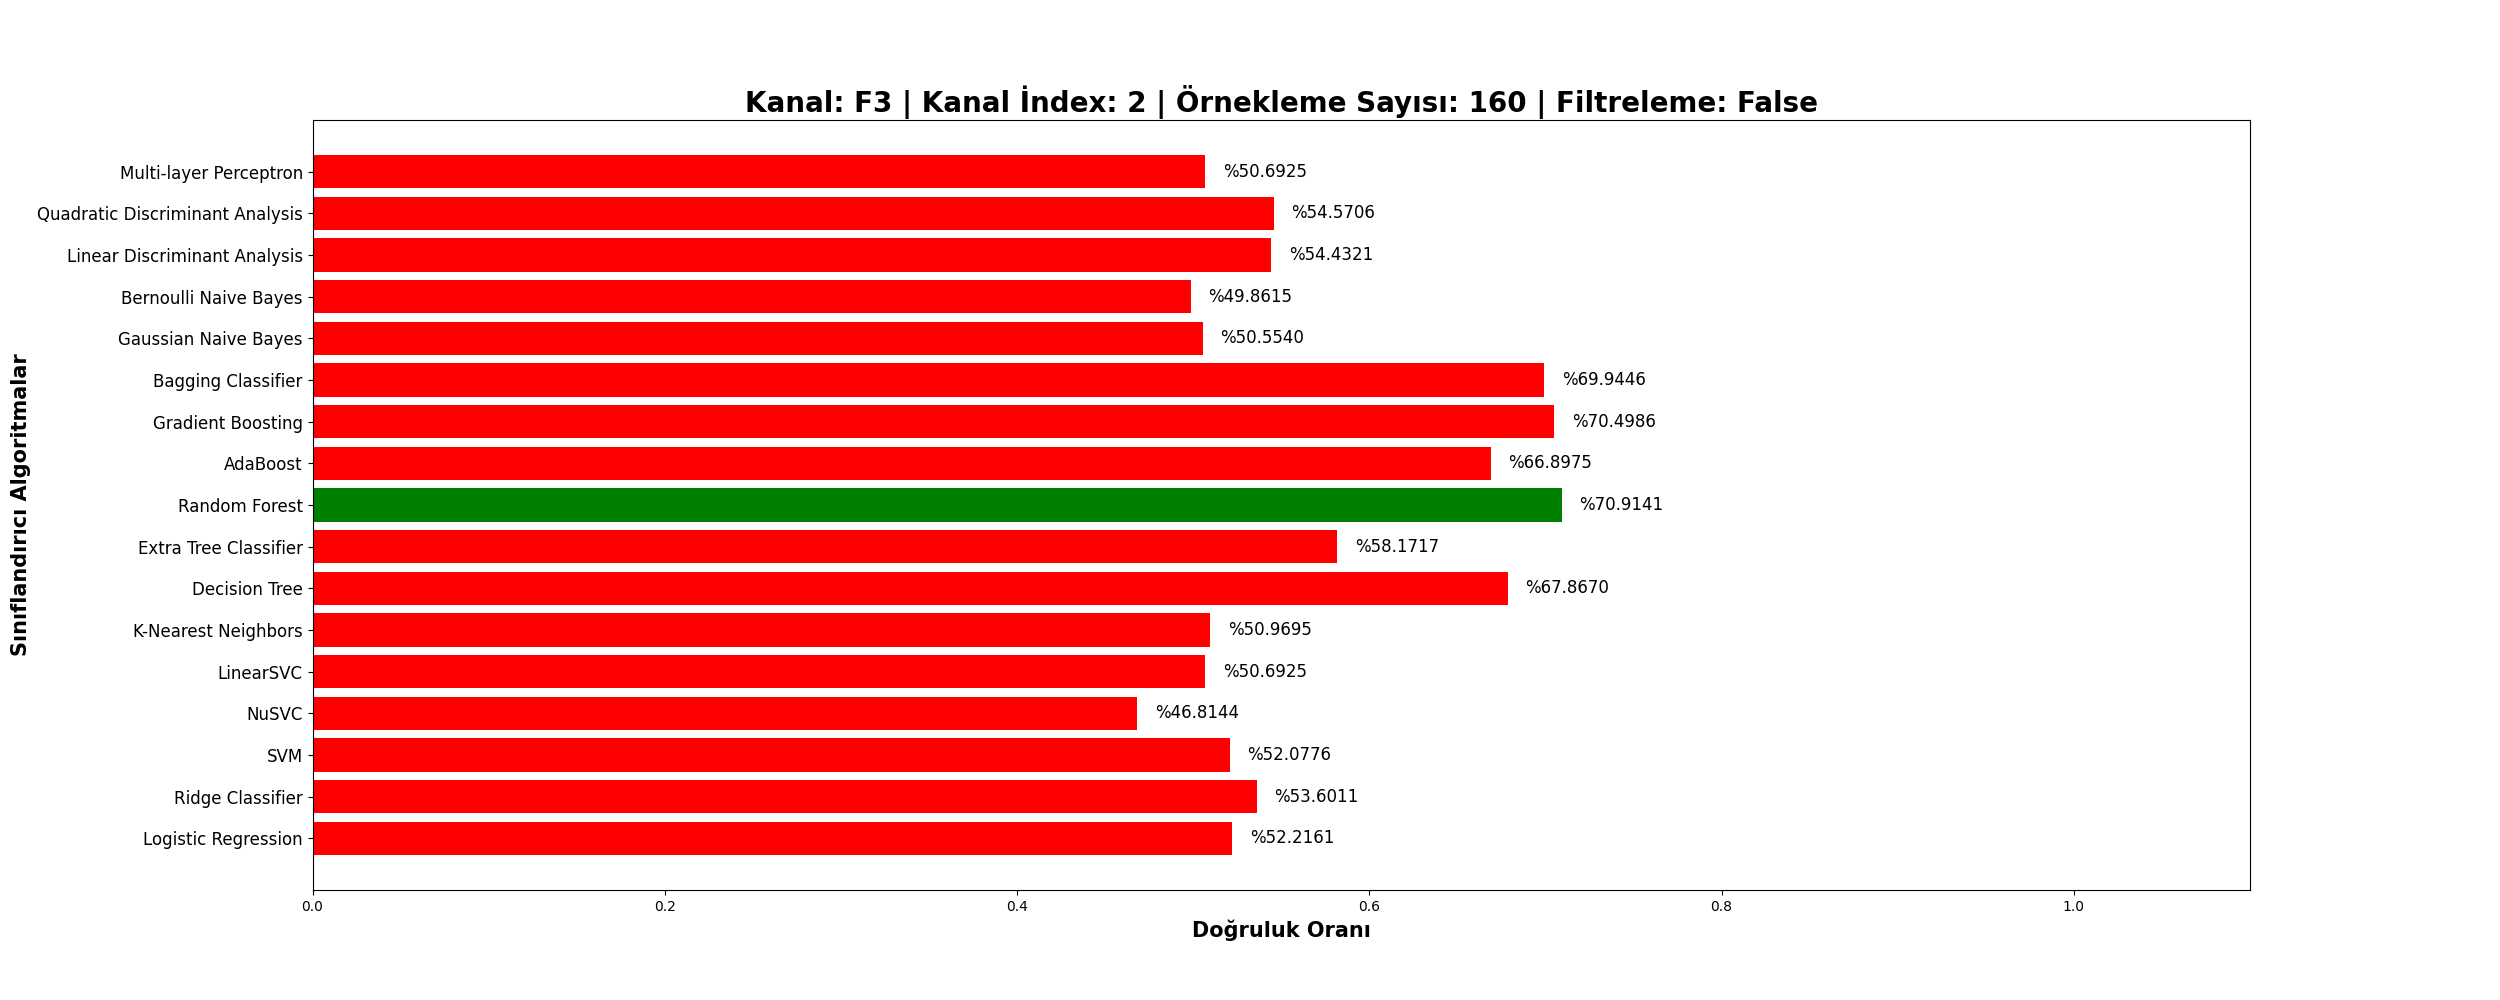 Kanal: F3 | Kanal İndex: 2 | Örnekleme Sayısı: 160 | Filtreleme: False
Sınıflandırıcı Algoritmalar
Multi-layer Perceptron %50.6925
Quadratic Discriminant Analysis %54.5706
Linear Discriminant Analysis %54.4321
Bernoulli Naive Bayes %49.8615
Gaussian Naive Bayes %50.5540
Bagging Classifier %69.9446
Gradient Boosting %70.4986
AdaBoost %66.8975
Random Forest %70.9141
Extra Tree Classifier %58.1717
Decision Tree %67.8670
K-Nearest Neighbors %50.9695
LinearSVC %50.6925
NuSVC %46.8144
SVM %52.0776
Ridge Classifier %53.6011
Logistic Regression %52.2161
0.0 0.2 0.4 0.6 0.8 1.0
Doğruluk Oranı